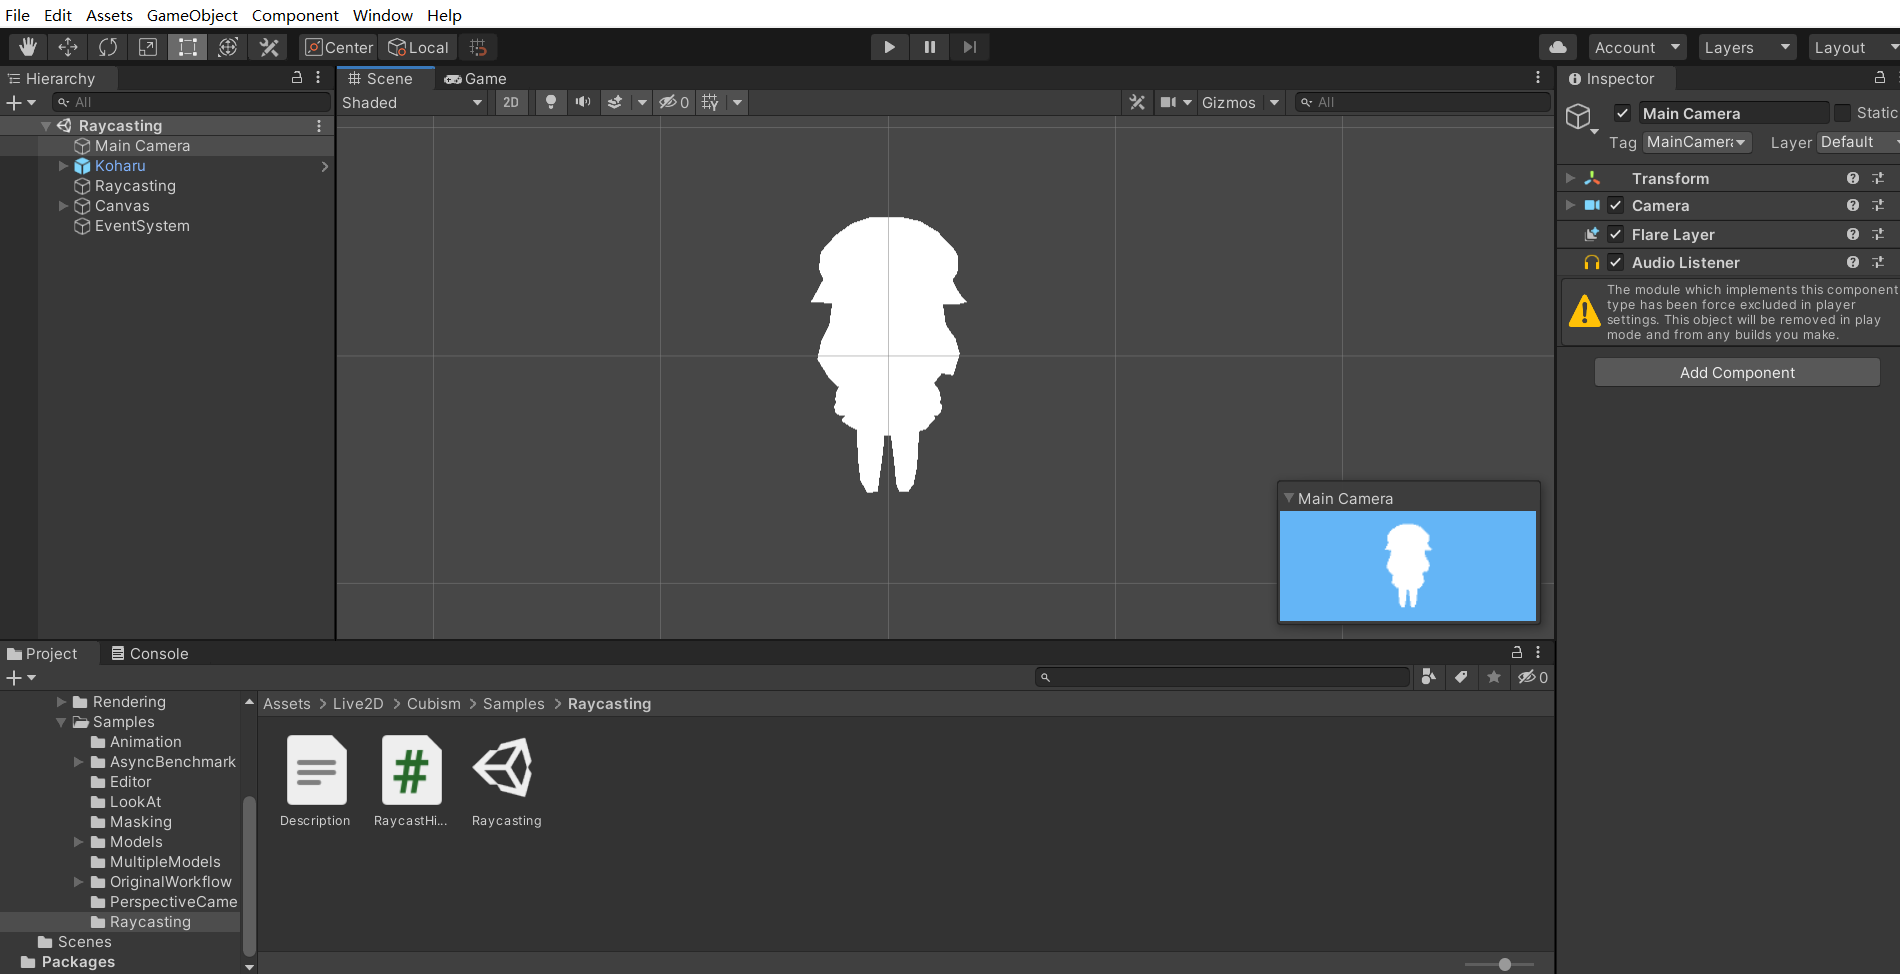 File Edit Assets GameObject Component Window Help
Center Local Account Layers Layout
Hierarchy
All
Raycasting
Main Camera
Koharu
Raycasting
Canvas
EventSystem
Scene Game
Shaded 2D 0 Gizmos All
Main Camera
Inspector
Main Camera Static
Tag MainCamera Layer Default
Transform
Camera
Flare Layer
Audio Listener
The module which implements this component
type has been force excluded in player
settings. This object will be removed in play
mode and from any builds you make.
Add Component
Project Console
0
Rendering
Samples
Animation
AsyncBenchmark
Editor
LookAt
Masking
Models
MultipleModels
OriginalWorkflow
PerspectiveCame
Raycasting
Scenes
Packages
Assets > Live2D > Cubism > Samples > Raycasting
Description RaycastHi... Raycasting